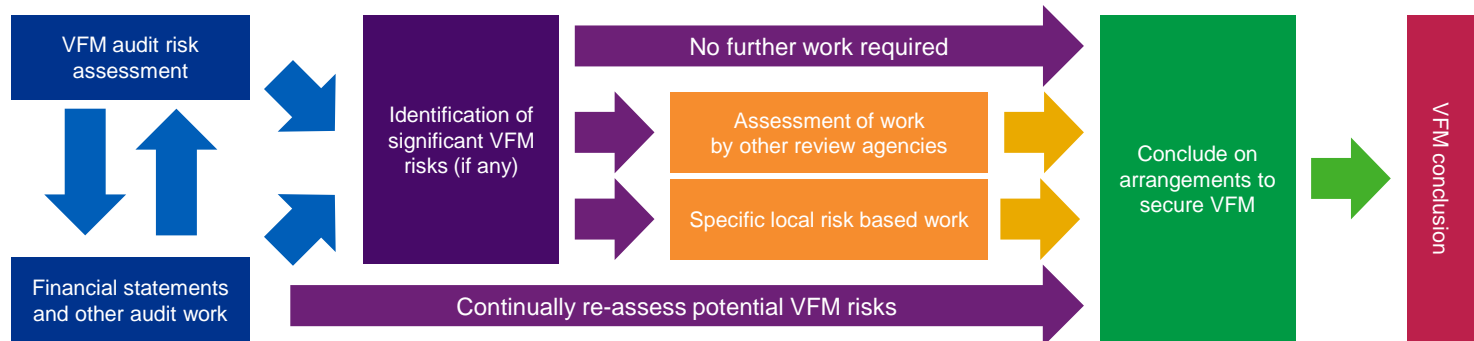 VFM audit risk
assessment
Financial statements
and other audit work
Identification of
significant VFM
risks (if any)
No further work required
Assessment of work
by other review agencies
Specific local risk based work
Continually re-assess potential VFM risks
Conclude on
arrangements to
secure VFM
VFM conclusion